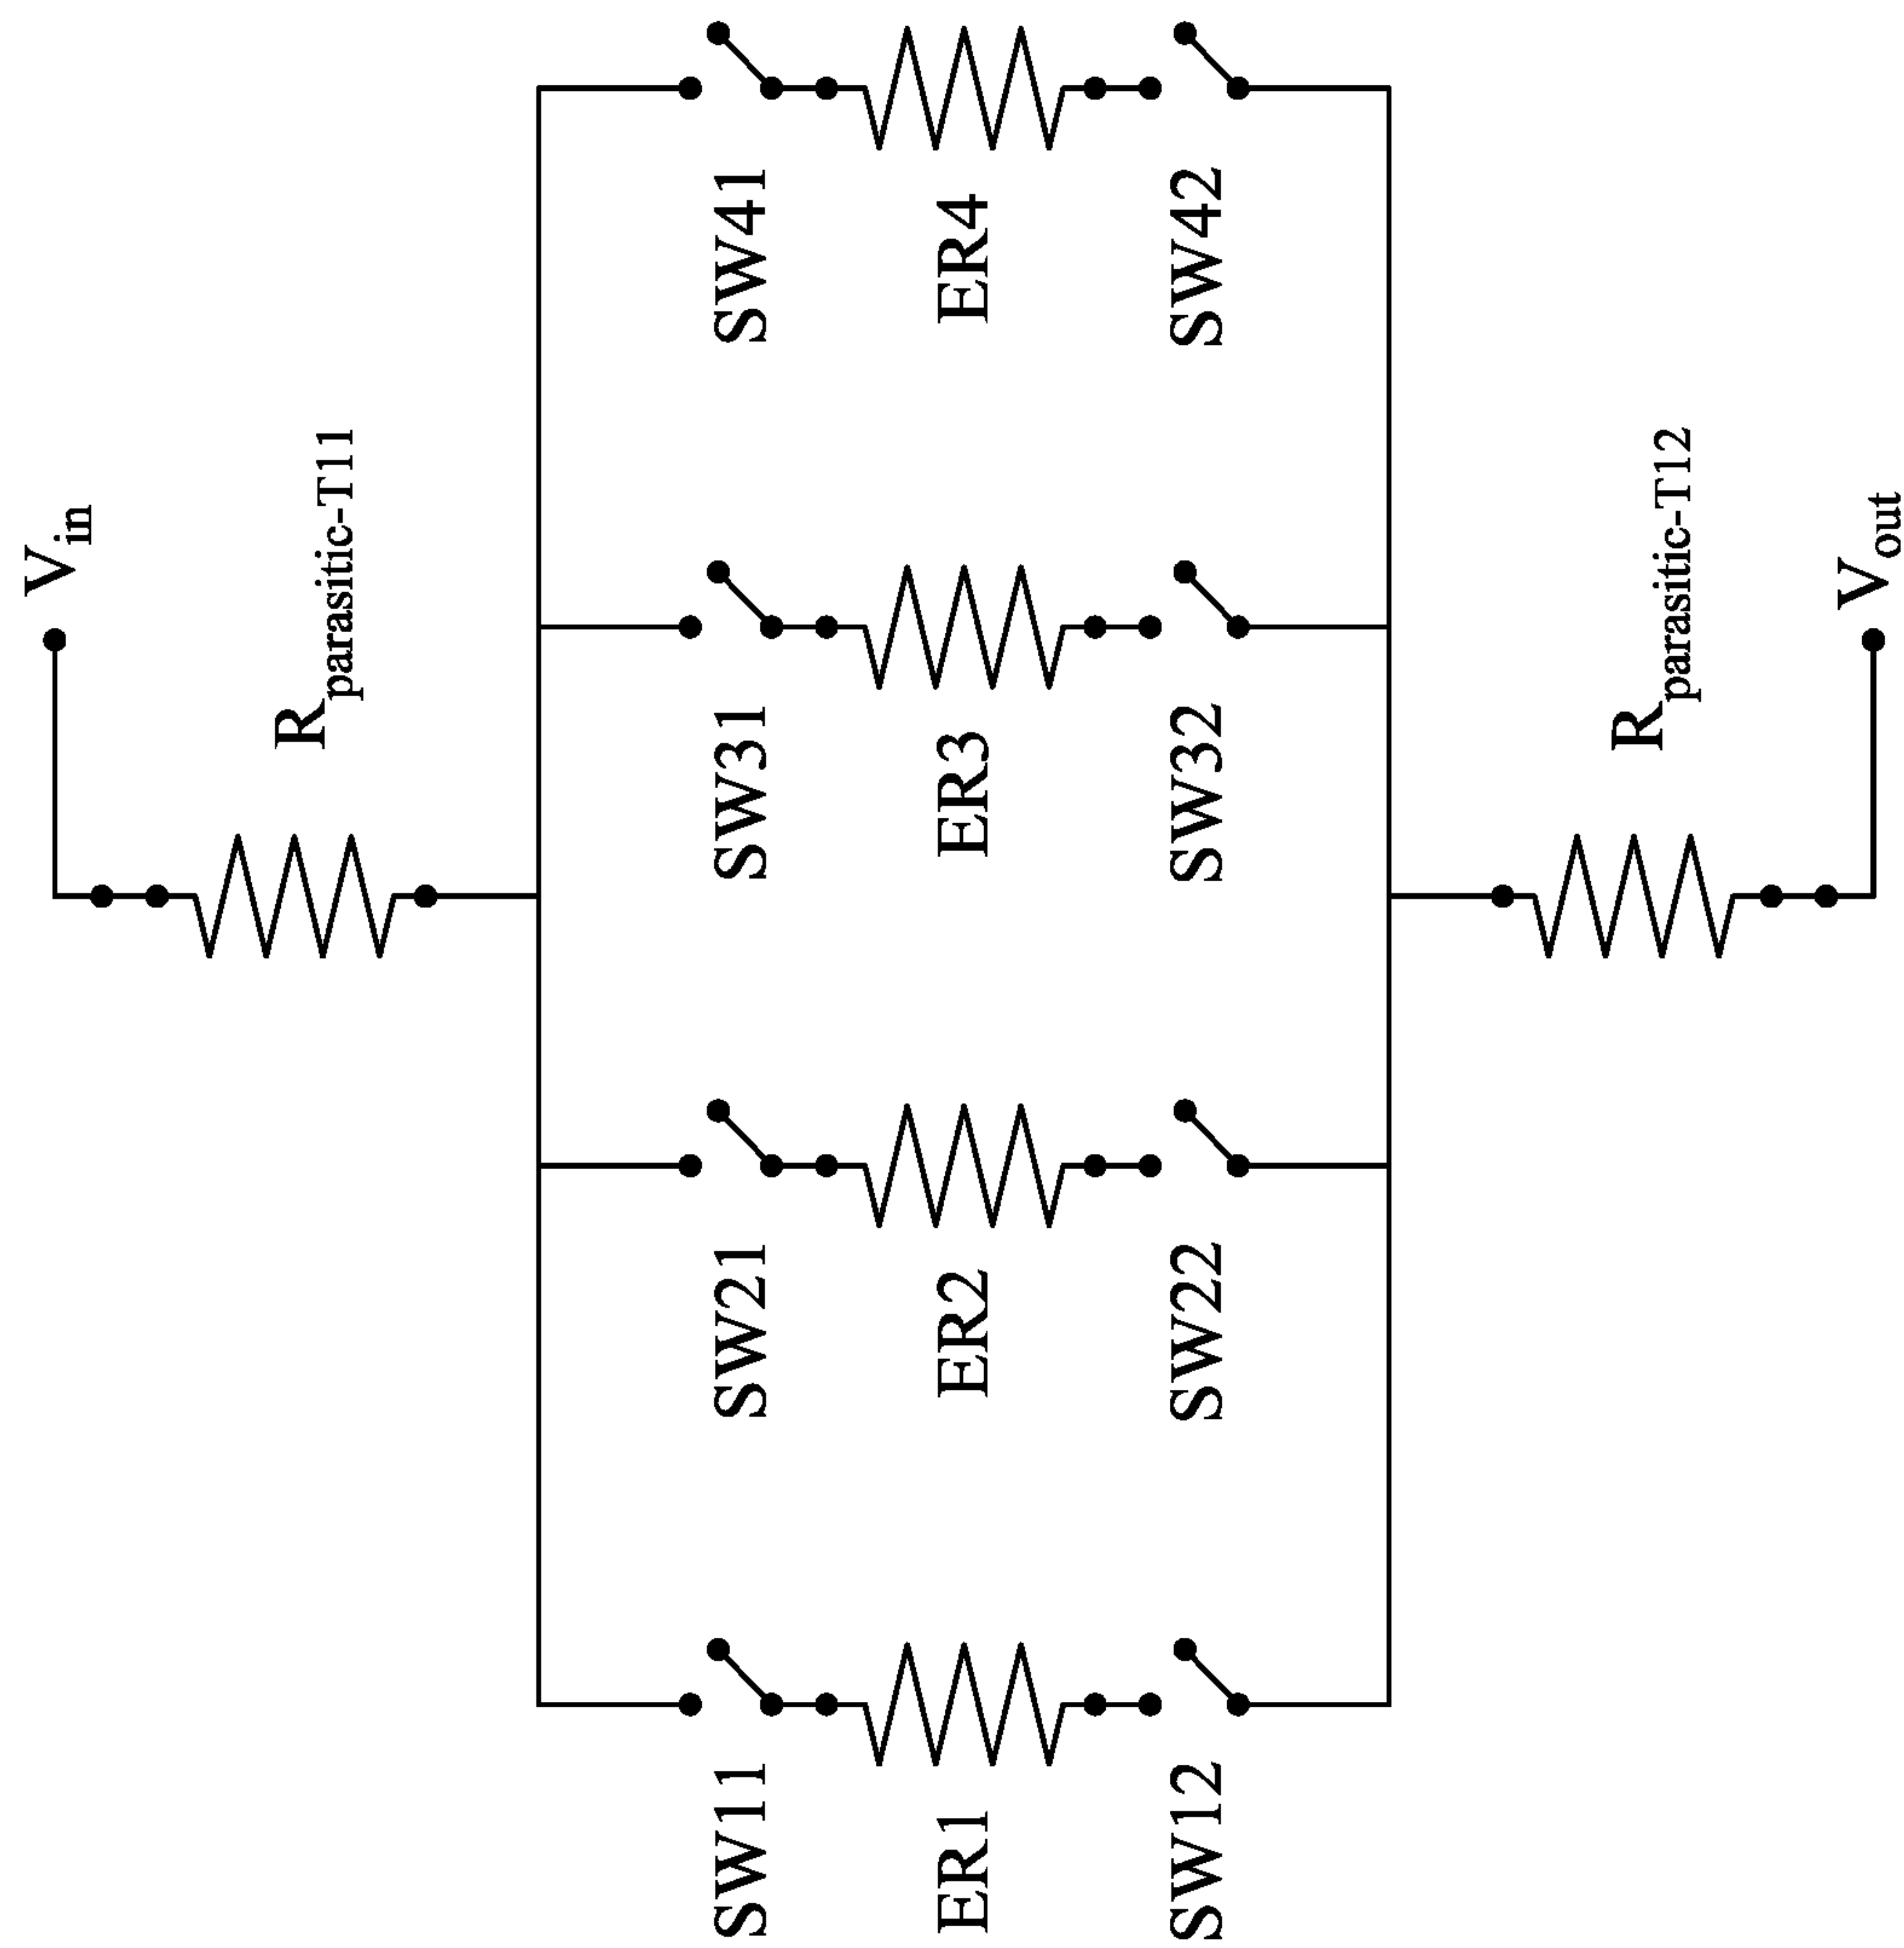 V_in
R_parasitic-T11
SW41
SW31
SW21
SW11
ER4
ER3
ER2
ER1
SW42
SW32
SW22
SW12
R_parasitic-T12
V_out